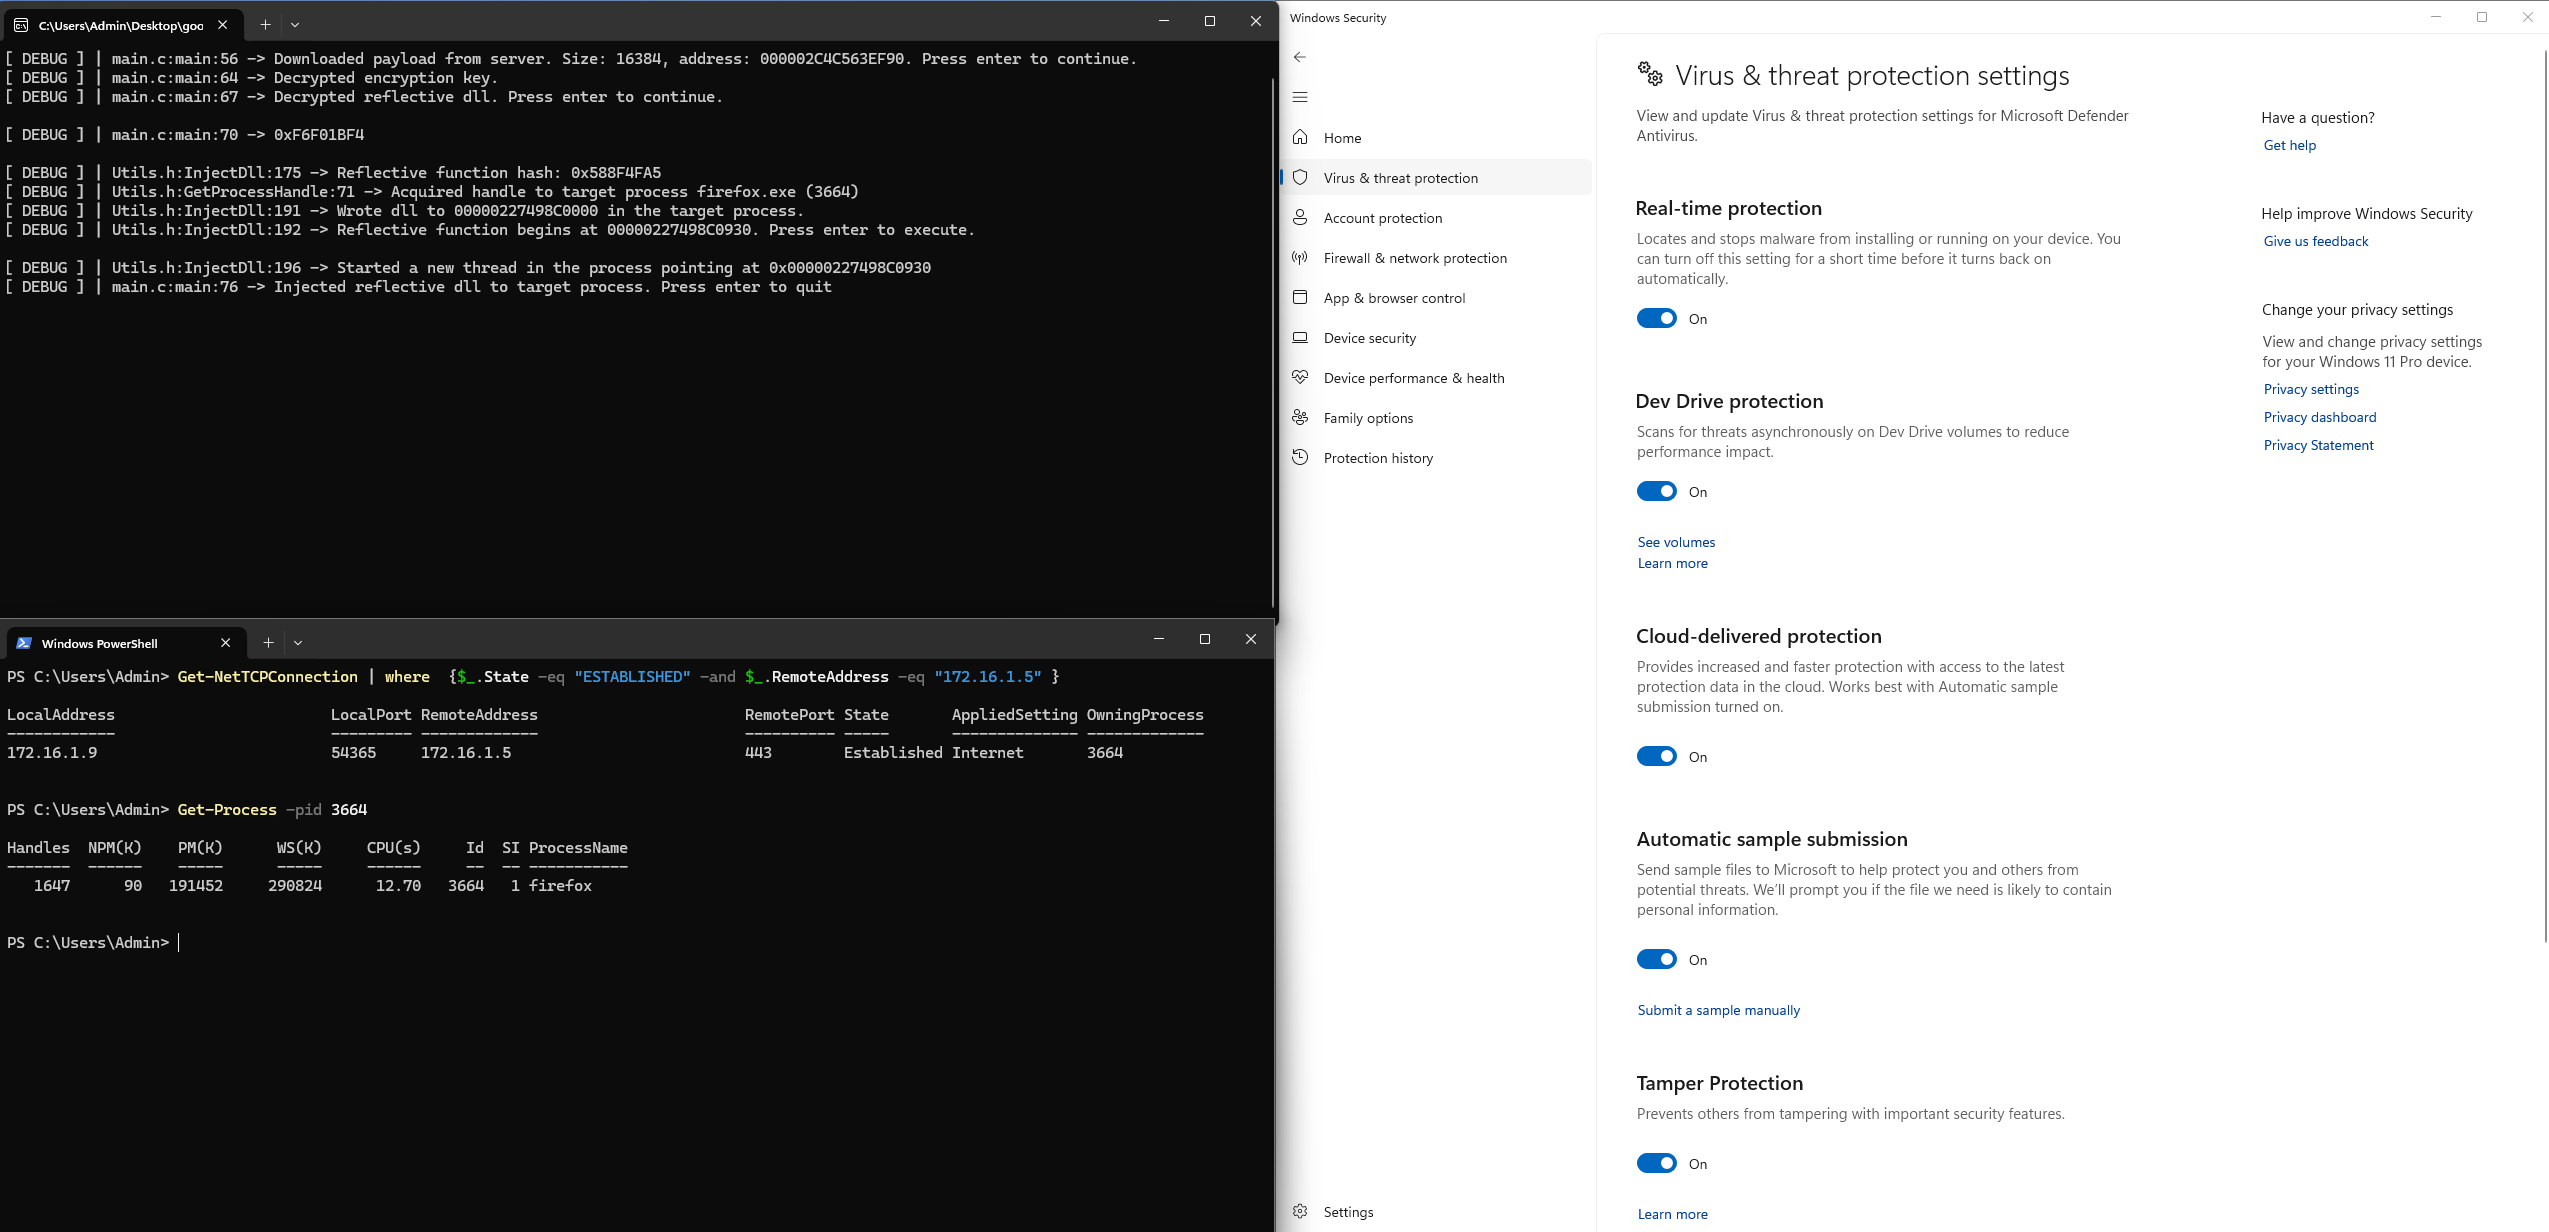 C:\Users\Admin\Desktop\goo
[ DEBUG ] | main.c:main:56 -> Downloaded payload from server. Size: 16384, address: 000002C4C563EF90. Press enter to continue.
[ DEBUG ] | main.c:main:64 -> Decrypted encryption key.
[ DEBUG ] | main.c:main:67 -> Decrypted reflective dll. Press enter to continue.
[ DEBUG ] | main.c:main:70 -> 0xF6F01BF4
[ DEBUG ] | Utils.h:InjectDll:175 -> Reflective function hash: 0x588F4FA5
[ DEBUG ] | Utils.h:GetProcessHandle:71 -> Acquired handle to target process firefox.exe (3664)
[ DEBUG ] | Utils.h:InjectDll:191 -> Wrote dll to 00000227498C0000 in the target process.
[ DEBUG ] | Utils.h:InjectDll:192 -> Reflective function begins at 00000227498C0930. Press enter to execute.
[ DEBUG ] | Utils.h:InjectDll:196 -> Started a new thread in the process pointing at 0x00000227498C0930
[ DEBUG ] | main.c:main:76 -> Injected reflective dll to target process. Press enter to quit
Windows PowerShell
PS C:\Users\Admin> Get-NetTCPConnection | where  {$_.State -eq "ESTABLISHED" -and $_.RemoteAddress -eq "172.16.1.5" }
LocalAddress LocalPort RemoteAddress RemotePort State AppliedSetting OwningProcess
------------ --------- ------------- ---------- ----- -------------- -------------
172.16.1.9 54365 172.16.1.5 443 Established Internet 3664
PS C:\Users\Admin> Get-Process -pid 3664
Handles NPM(K) PM(K) WS(K) CPU(s) Id SI ProcessName
------- ------ ----- ----- ------ -- -- -----------
1647 90 191452 290824 12.70 3664 1 firefox
PS C:\Users\Admin>
Windows Security
Home
Virus & threat protection
Account protection
Firewall & network protection
App & browser control
Device security
Device performance & health
Family options
Protection history
Settings
Virus & threat protection settings
View and update Virus & threat protection settings for Microsoft Defender
Antivirus.
Real-time protection
Locates and stops malware from installing or running on your device. You
can turn off this setting for a short time before it turns back on
automatically.
On
Dev Drive protection
Scans for threats asynchronously on Dev Drive volumes to reduce
performance impact.
On
See volumes
Learn more
Cloud-delivered protection
Provides increased and faster protection with access to the latest
protection data in the cloud. Works best with Automatic sample
submission turned on.
On
Automatic sample submission
Send sample files to Microsoft to help protect you and others from
potential threats. We'll prompt you if the file we need is likely to contain
personal information.
On
Submit a sample manually
Tamper Protection
Prevents others from tampering with important security features.
On
Learn more
Have a question?
Get help
Help improve Windows Security
Give us feedback
Change your privacy settings
View and change privacy settings
for your Windows 11 Pro device.
Privacy settings
Privacy dashboard
Privacy Statement